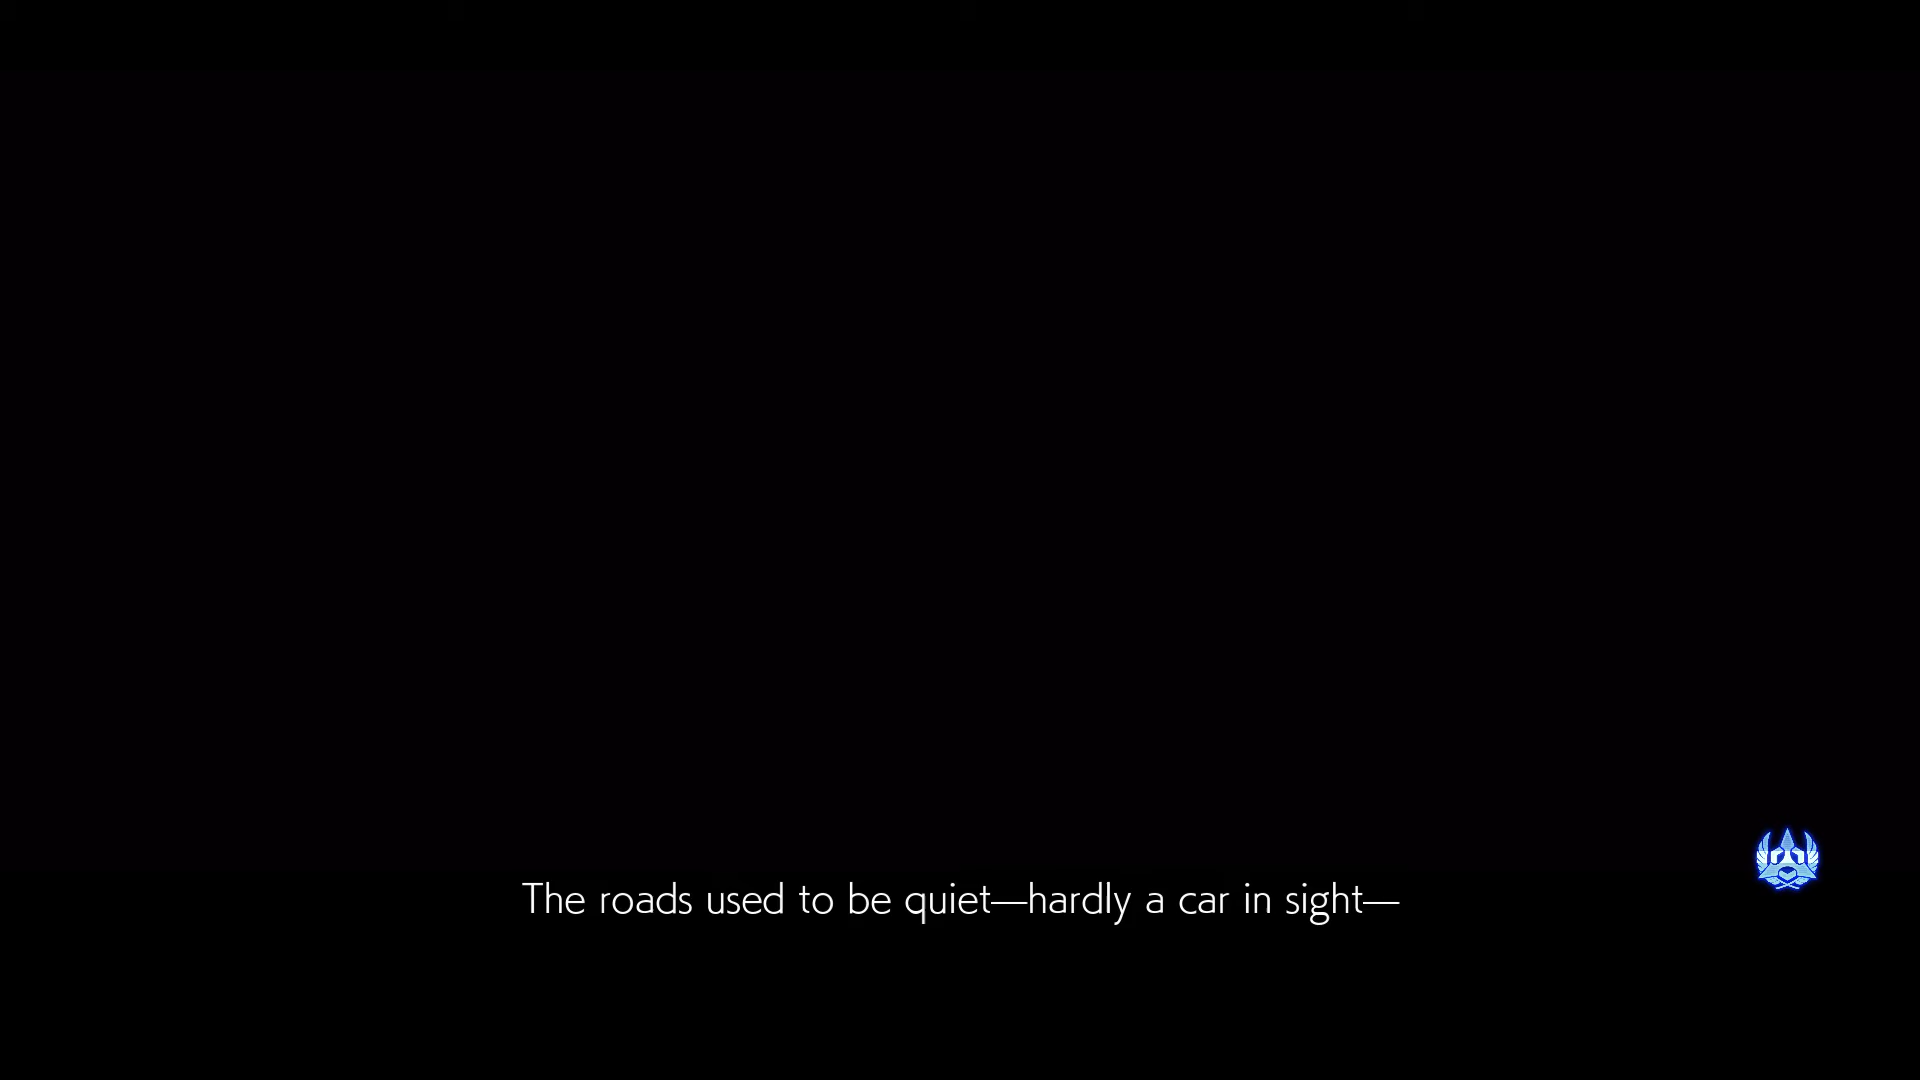 The roads used to be quiet—hardly a car in sight—